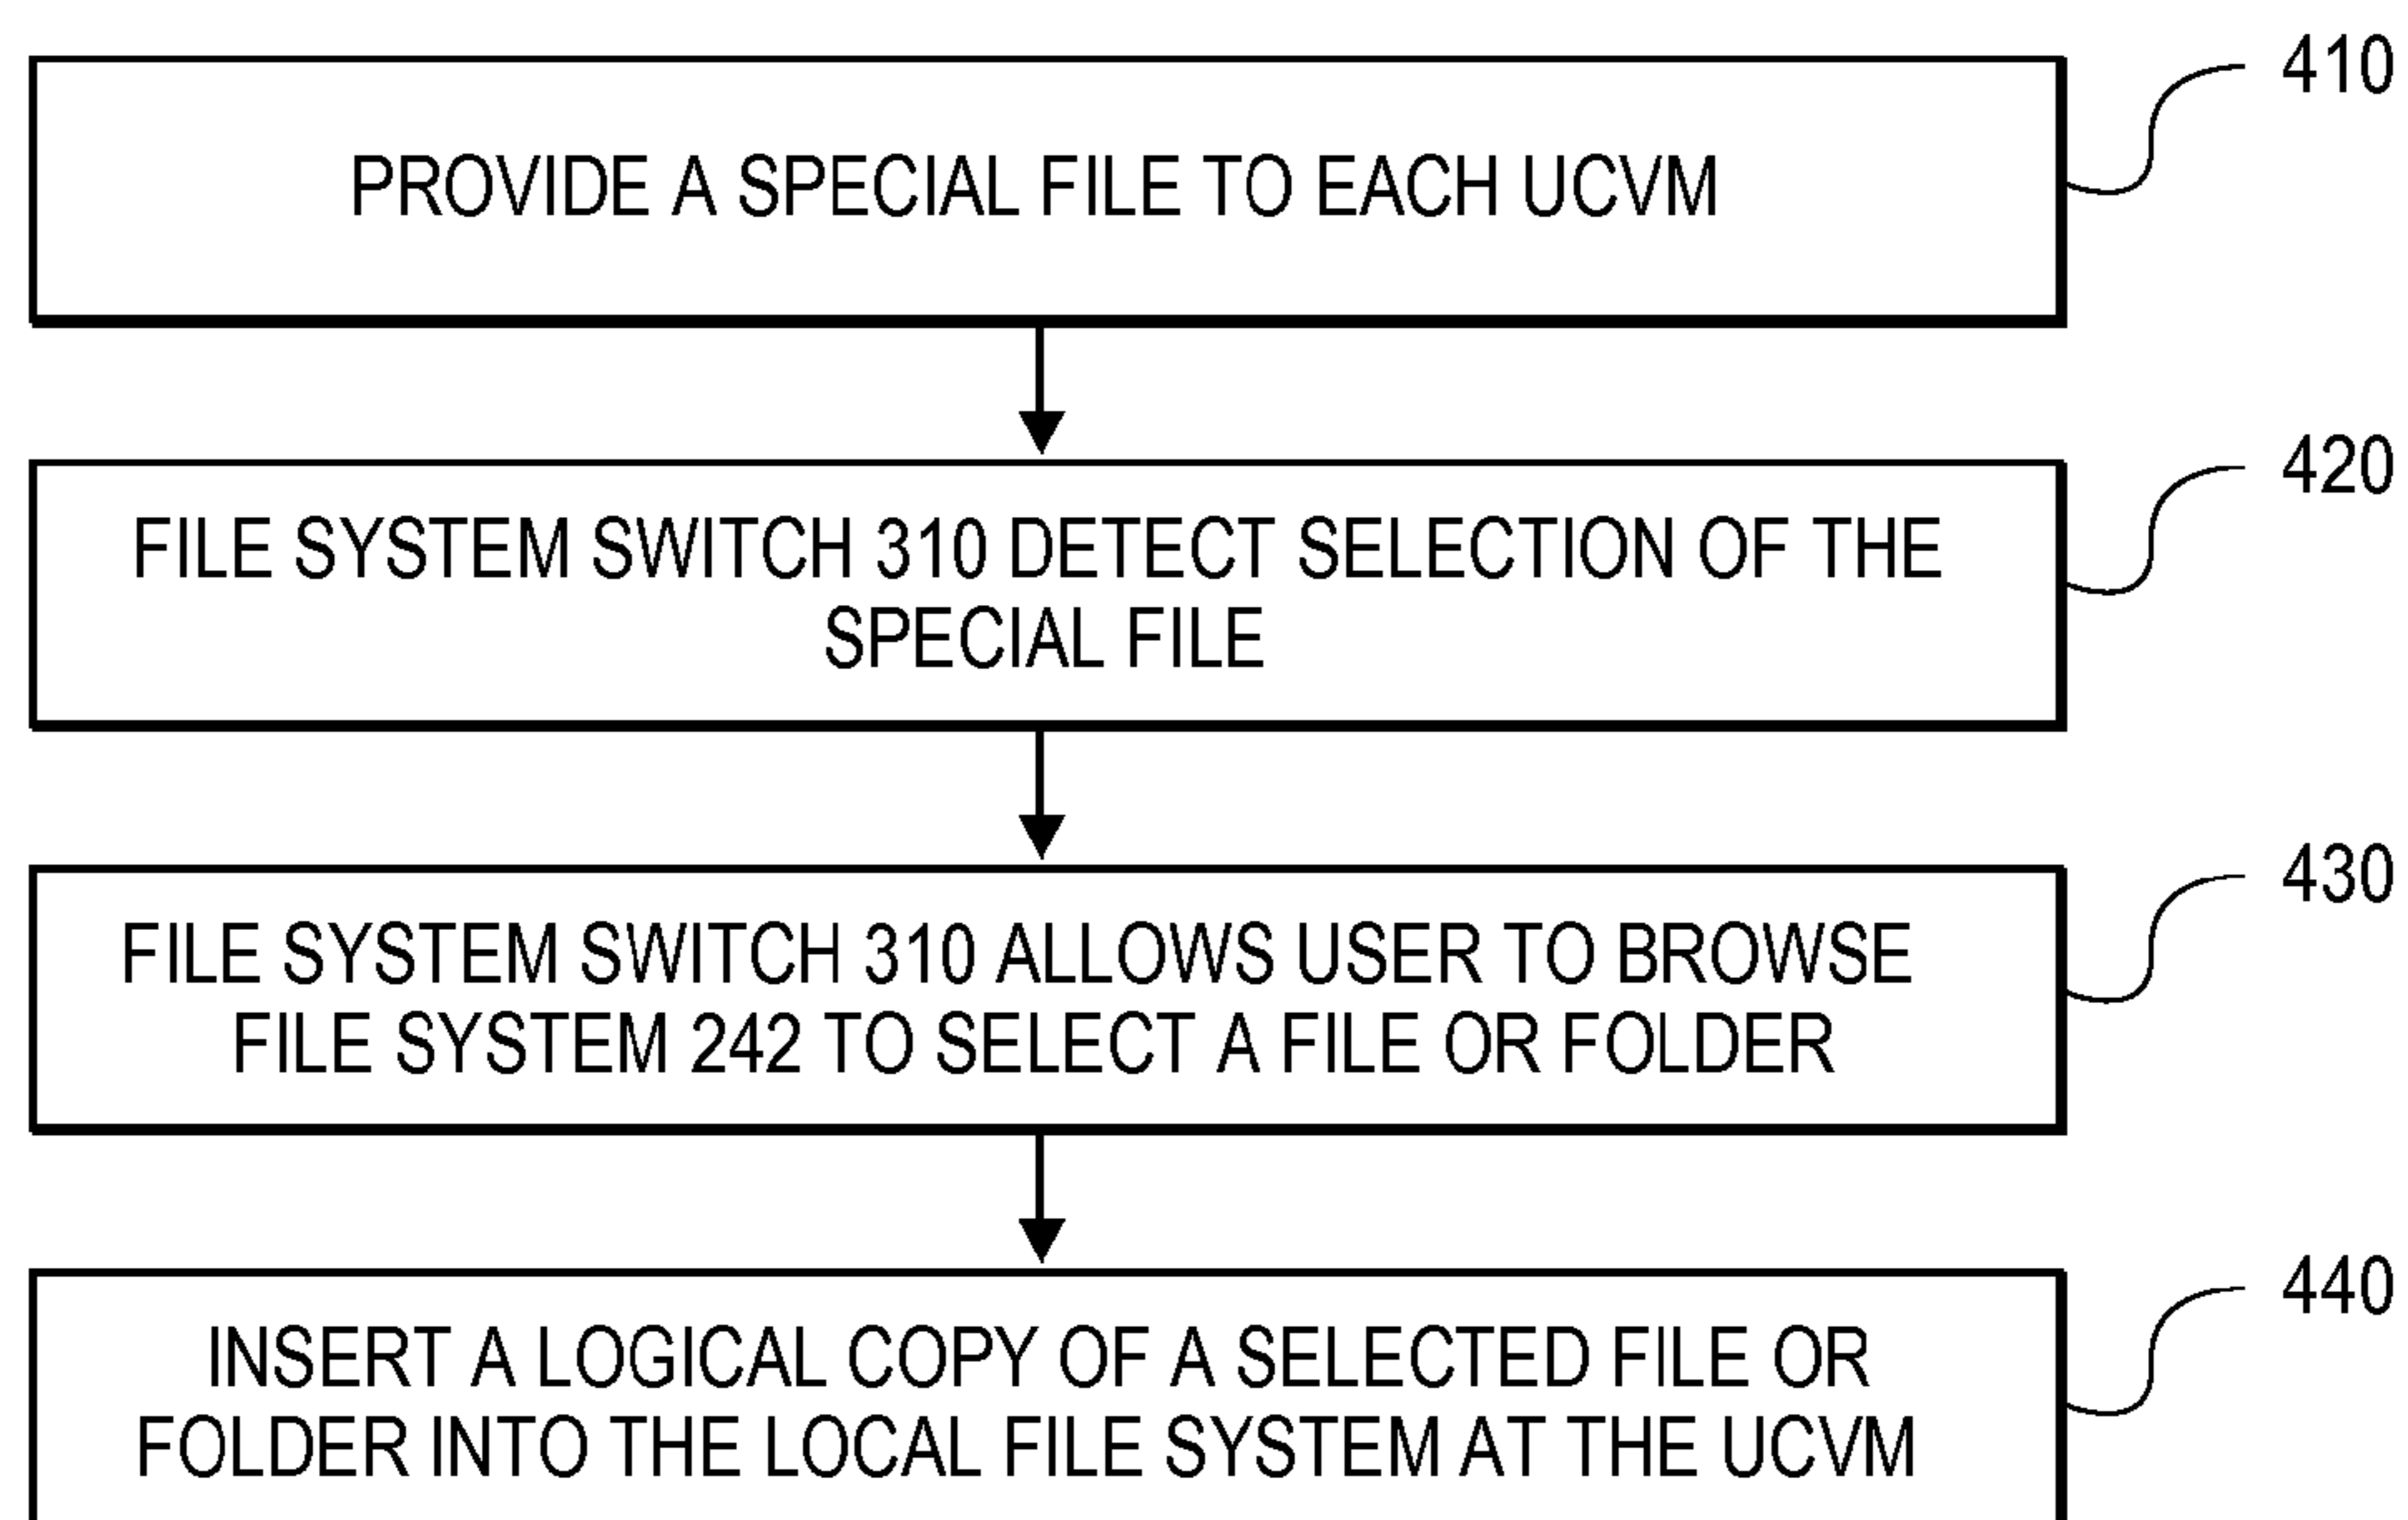 410
PROVIDE A SPECIAL FILE TO EACH UCVM
420
FILE SYSTEM SWITCH 310 DETECT SELECTION OF THE
SPECIAL FILE
430
FILE SYSTEM SWITCH 310 ALLOWS USER TO BROWSE
FILE SYSTEM 242 TO SELECT A FILE OR FOLDER
440
INSERT A LOGICAL COPY OF A SELECTED FILE OR
FOLDER INTO THE LOCAL FILE SYSTEM AT THE UCVM